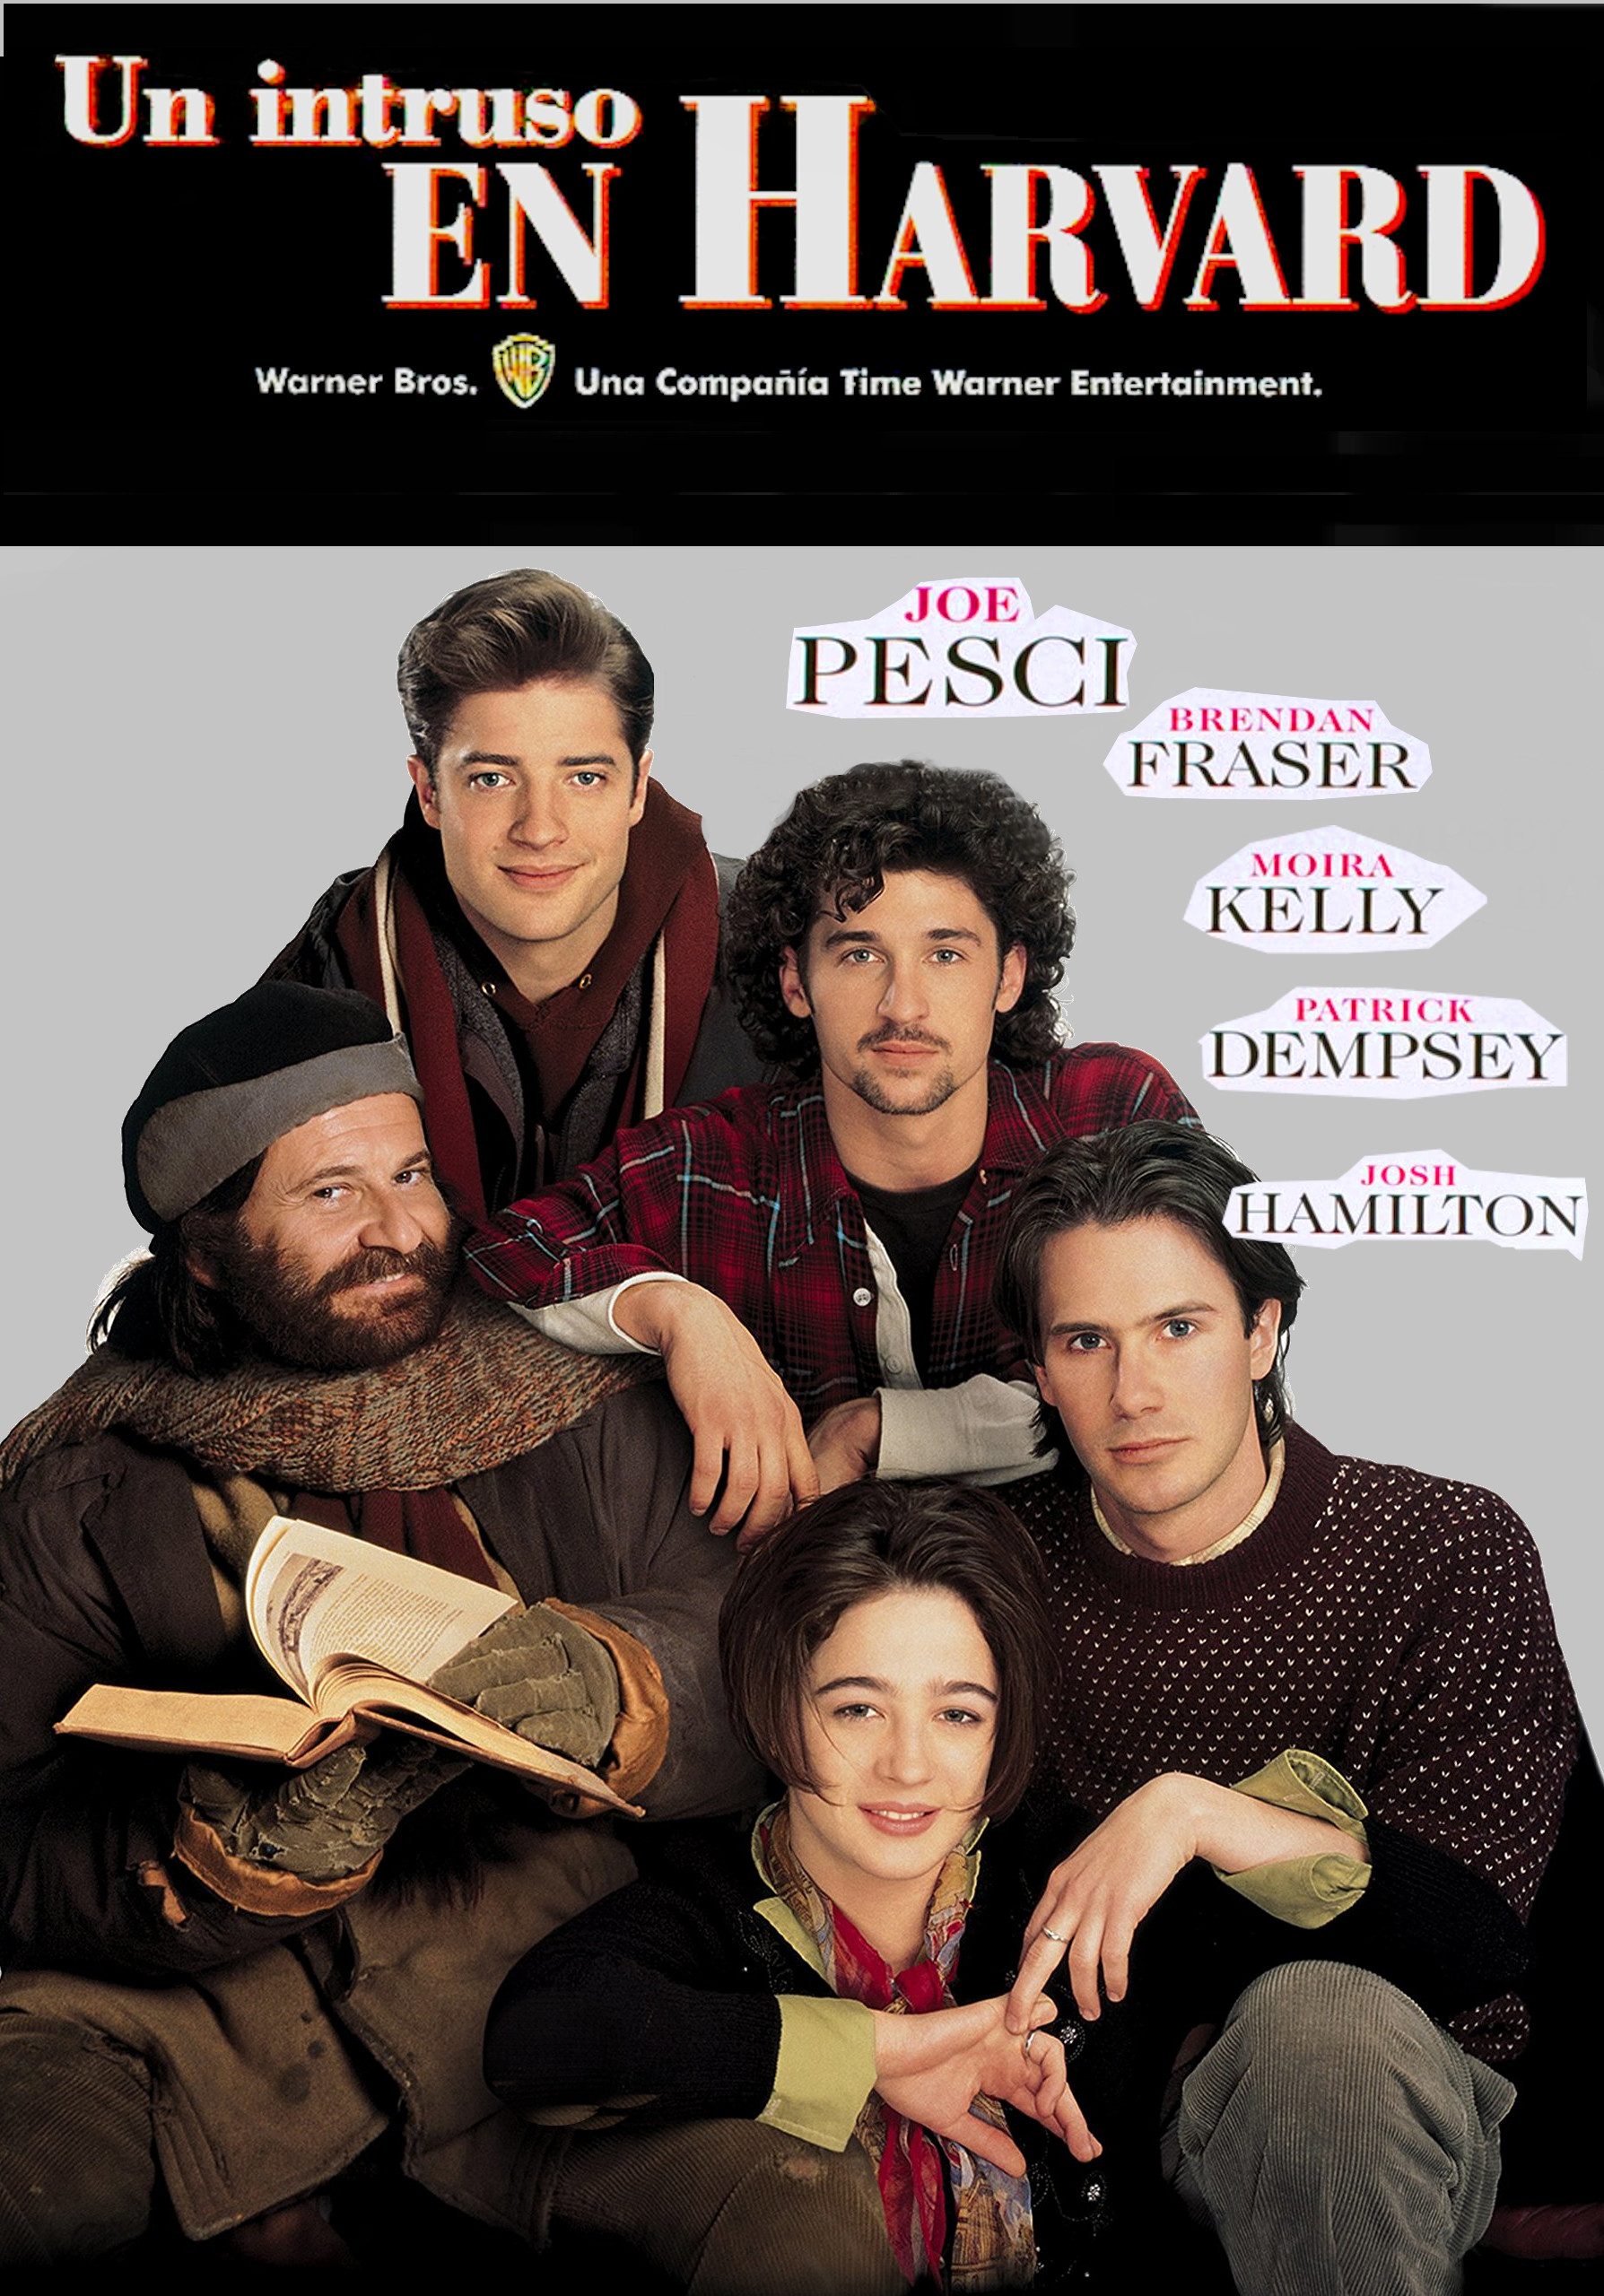 Un intruso
EN HARVARD
Warner Bros. WB Una Compañía Time Warner Entertainment.
JOE
PESCI
BRENDAN
FRASER
MOIRA
KELLY
PATRICK
DEMPSEY
JOSH
HAMILTON